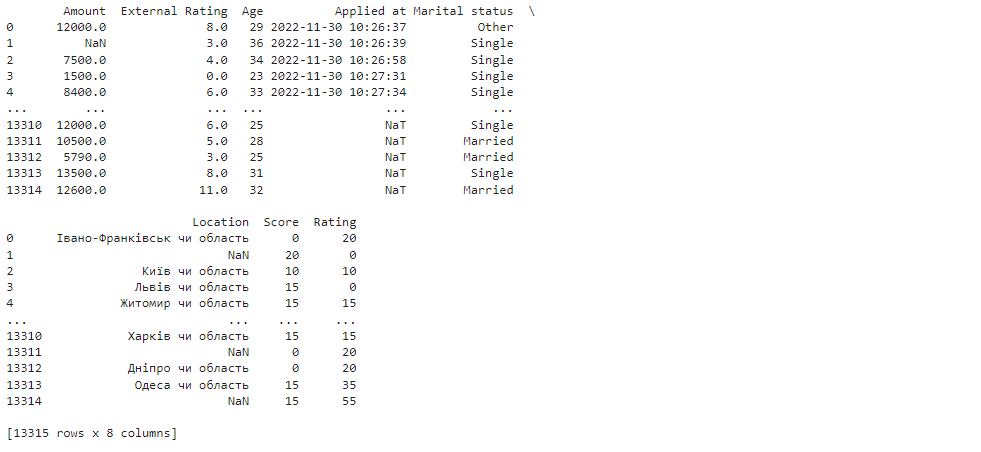 Amount External Rating Age Applied at Marital status \
0 12000.0 8.0 29 2022-11-30 10:26:37 Other
1 NaN 3.0 36 2022-11-30 10:26:39 Single
2 7500.0 4.0 34 2022-11-30 10:26:58 Single
3 1500.0 0.0 23 2022-11-30 10:27:31 Single
4 8400.0 6.0 33 2022-11-30 10:27:34 Single
... ... ... ... ... ...
13310 12000.0 6.0 25 NaT Single
13311 10500.0 5.0 28 NaT Married
13312 5790.0 3.0 25 NaT Married
13313 13500.0 8.0 31 NaT Single
13314 12600.0 11.0 32 NaT Married
Location Score Rating
0 Івано-Франківськ чи область 0 20
1 NaN 20 0
2 Київ чи область 10 10
3 Львів чи область 15 0
4 Житомир чи область 15 15
... ... ... ...
13310 Харків чи область 15 15
13311 NaN 0 20
13312 Дніпро чи область 0 20
13313 Одеса чи область 15 35
13314 NaN 15 55
[13315 rows x 8 columns]